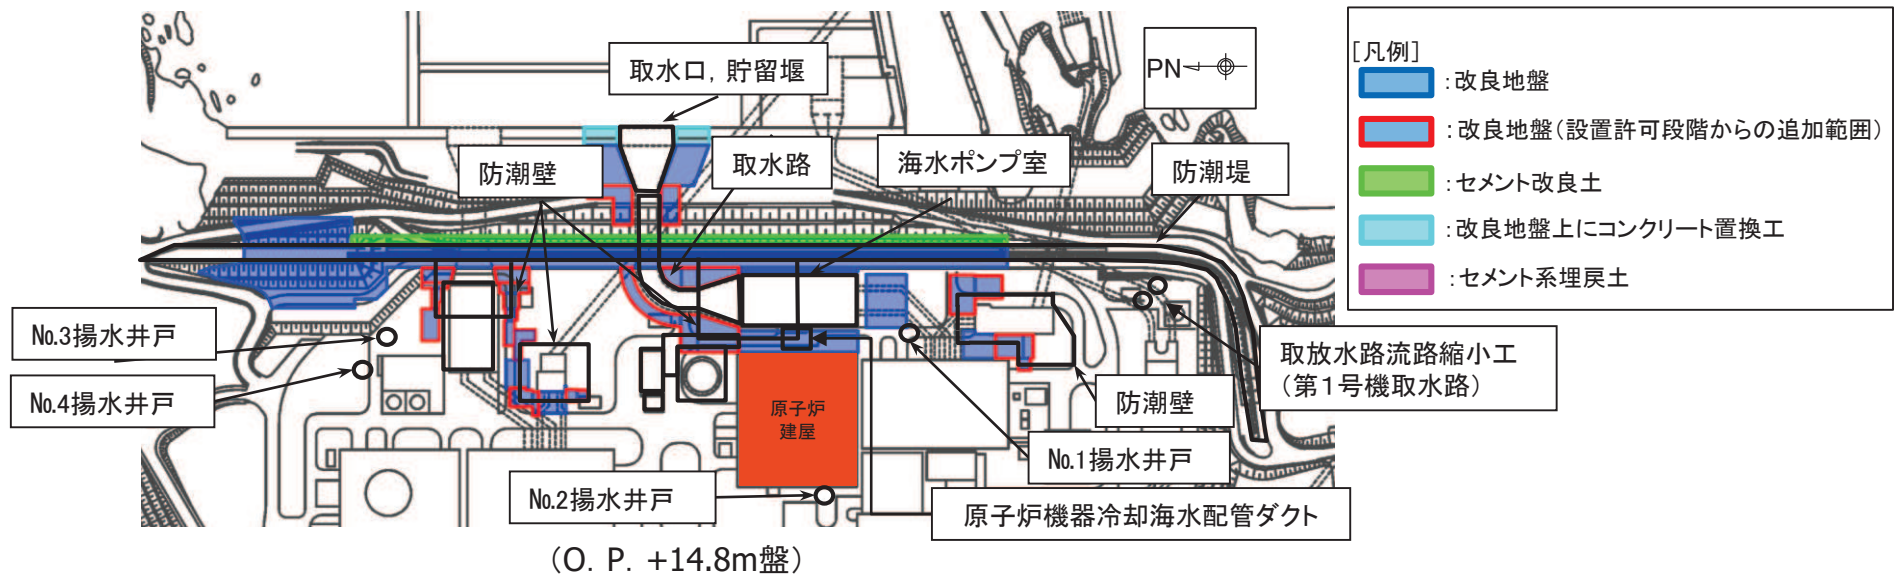 取水口，貯留堰
PN
防潮壁
取水路
海水ポンプ室
防潮堤
[凡例]
：改良地盤
：改良地盤（設置許可段階からの追加範囲）
：セメント改良土
：改良地盤上にコンクリート置換工
：セメント系埋戻土
No.3揚水井戸
No.4揚水井戸
原子炉
建屋
取放水路流路縮小工
（第１号機取水路）
防潮壁
No.1揚水井戸
No.2揚水井戸
原子炉機器冷却海水配管ダクト
（O．P．+14.8m盤）